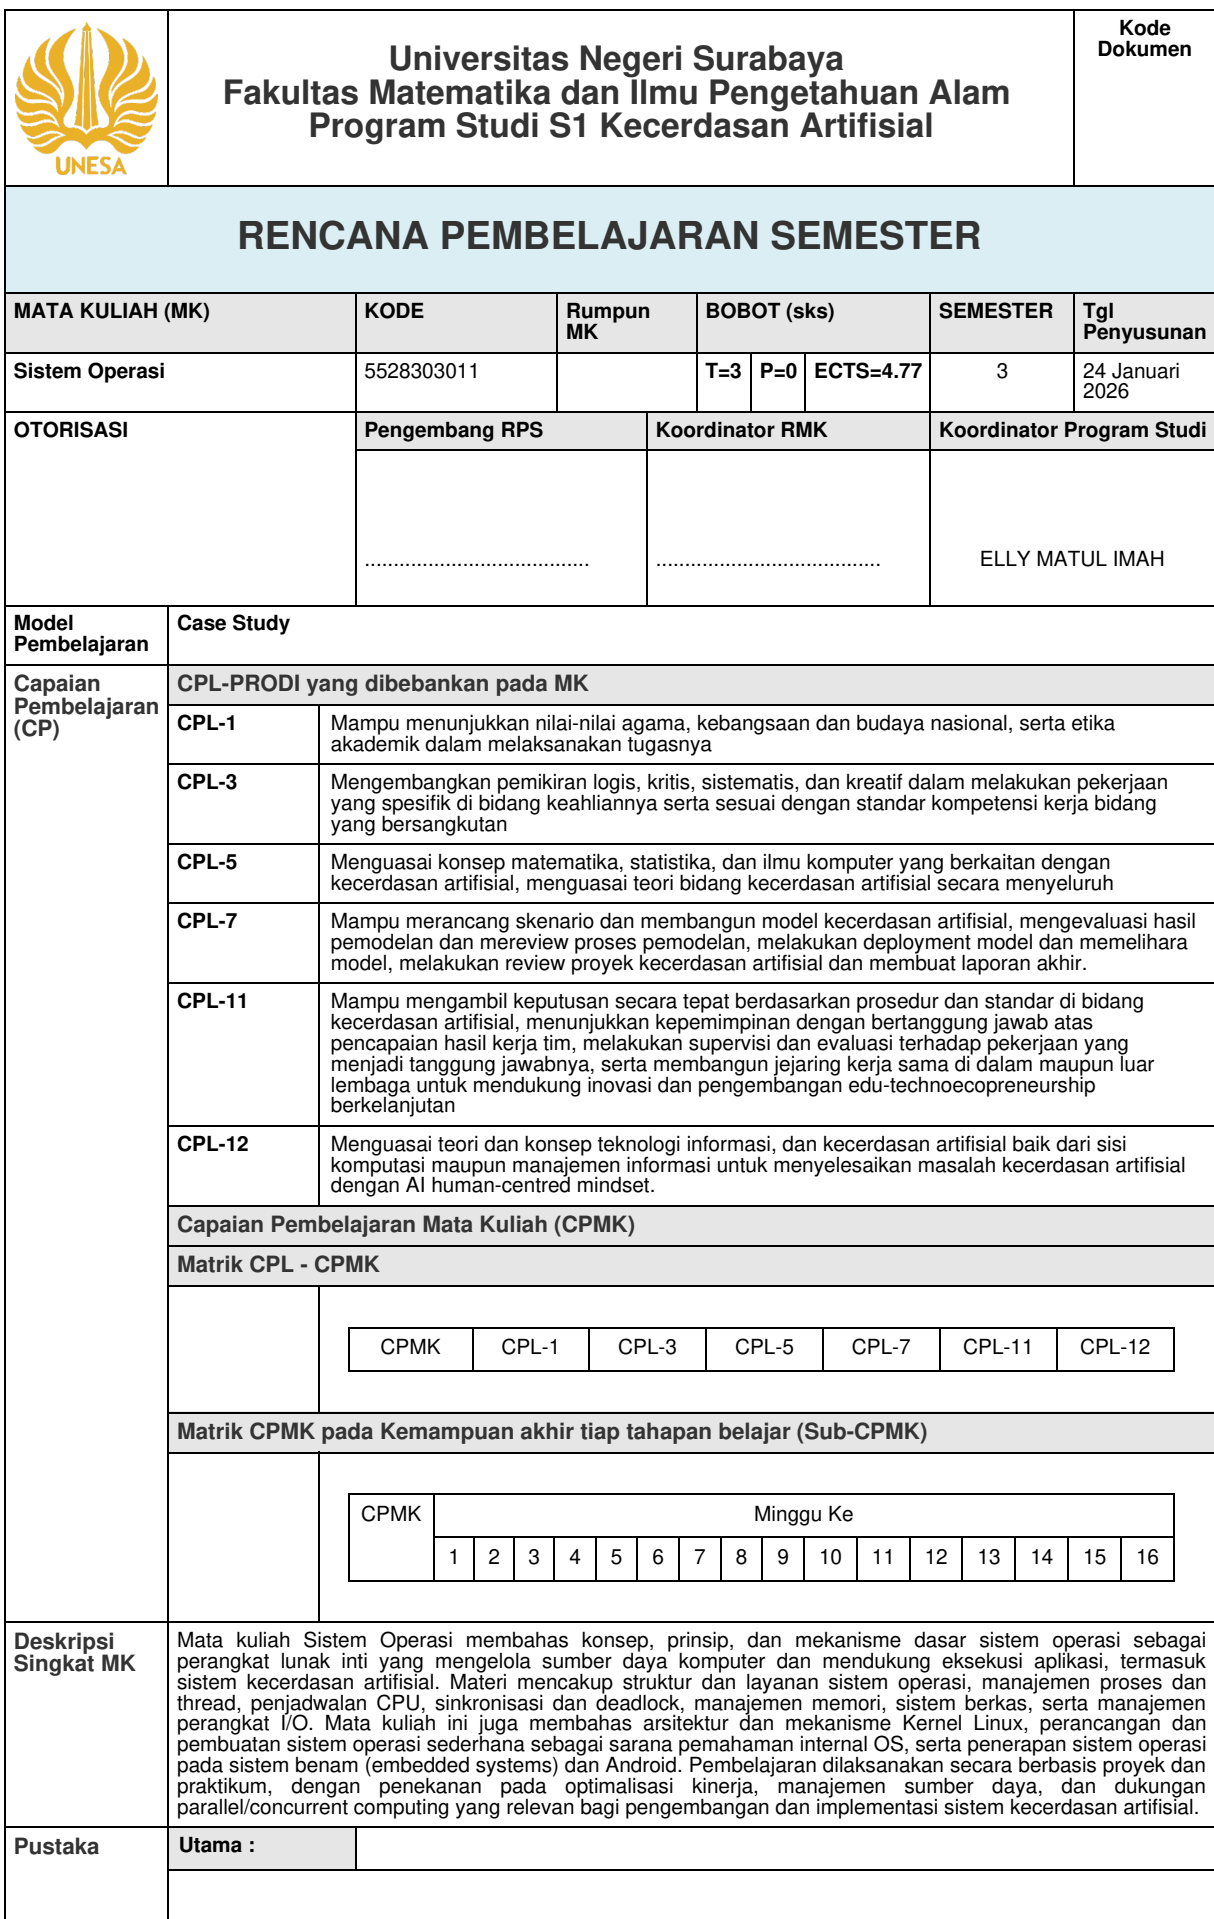 UNESA
Universitas Negeri Surabaya
Fakultas Matematika dan Ilmu Pengetahuan Alam
Program Studi S1 Kecerdasan Artifisial
Kode
Dokumen
RENCANA PEMBELAJARAN SEMESTER
MATA KULIAH (MK)
KODE
Rumpun
MK
BOBOT (sks)
SEMESTER
Tgl
Penyusunan
Sistem Operasi
5528303011
T=3
P=0
ECTS=4.77
3
24 Januari
2026
OTORISASI
Pengembang RPS
Koordinator RMK
Koordinator Program Studi
.......................................
.......................................
ELLY MATUL IMAH
Model
Pembelajaran
Case Study
Capaian
Pembelajaran
(CP)
CPL-PRODI yang dibebankan pada MK
CPL-1
Mampu menunjukkan nilai-nilai agama, kebangsaan dan budaya nasional, serta etika
akademik dalam melaksanakan tugasnya
CPL-3
Mengembangkan pemikiran logis, kritis, sistematis, dan kreatif dalam melakukan pekerjaan
yang spesifik di bidang keahliannya serta sesuai dengan standar kompetensi kerja bidang
yang bersangkutan
CPL-5
Menguasai konsep matematika, statistika, dan ilmu komputer yang berkaitan dengan
kecerdasan artifisial, menguasai teori bidang kecerdasan artifisial secara menyeluruh
CPL-7
Mampu merancang skenario dan membangun model kecerdasan artifisial, mengevaluasi hasil
pemodelan dan mereview proses pemodelan, melakukan deployment model dan memelihara
model, melakukan review proyek kecerdasan artifisial dan membuat laporan akhir.
CPL-11
Mampu mengambil keputusan secara tepat berdasarkan prosedur dan standar di bidang
kecerdasan artifisial, menunjukkan kepemimpinan dengan bertanggung jawab atas
pencapaian hasil kerja tim, melakukan supervisi dan evaluasi terhadap pekerjaan yang
menjadi tanggung jawabnya, serta membangun jejaring kerja sama di dalam maupun luar
lembaga untuk mendukung inovasi dan pengembangan edu-technoecopreneurship
berkelanjutan
CPL-12
Menguasai teori dan konsep teknologi informasi, dan kecerdasan artifisial baik dari sisi
komputasi maupun manajemen informasi untuk menyelesaikan masalah kecerdasan artifisial
dengan AI human-centred mindset.
Capaian Pembelajaran Mata Kuliah (CPMK)
Matrik CPL - CPMK
CPMK CPL-1 CPL-3 CPL-5 CPL-7 CPL-11 CPL-12
Matrik CPMK pada Kemampuan akhir tiap tahapan belajar (Sub-CPMK)
CPMK
Minggu Ke
1 2 3 4 5 6 7 8 9 10 11 12 13 14 15 16
Deskripsi
Singkat MK
Mata kuliah Sistem Operasi membahas konsep, prinsip, dan mekanisme dasar sistem operasi sebagai
perangkat lunak inti yang mengelola sumber daya komputer dan mendukung eksekusi aplikasi, termasuk
sistem kecerdasan artifisial. Materi mencakup struktur dan layanan sistem operasi, manajemen proses dan
thread, penjadwalan CPU, sinkronisasi dan deadlock, manajemen memori, sistem berkas, serta manajemen
perangkat I/O. Mata kuliah ini juga membahas arsitektur dan mekanisme Kernel Linux, perancangan dan
pembuatan sistem operasi sederhana sebagai sarana pemahaman internal OS, serta penerapan sistem operasi
pada sistem benam (embedded systems) dan Android. Pembelajaran dilaksanakan secara berbasis proyek dan
praktikum, dengan penekanan pada optimalisasi kinerja, manajemen sumber daya, dan dukungan
parallel/concurrent computing yang relevan bagi pengembangan dan implementasi sistem kecerdasan artifisial.
Pustaka
Utama :